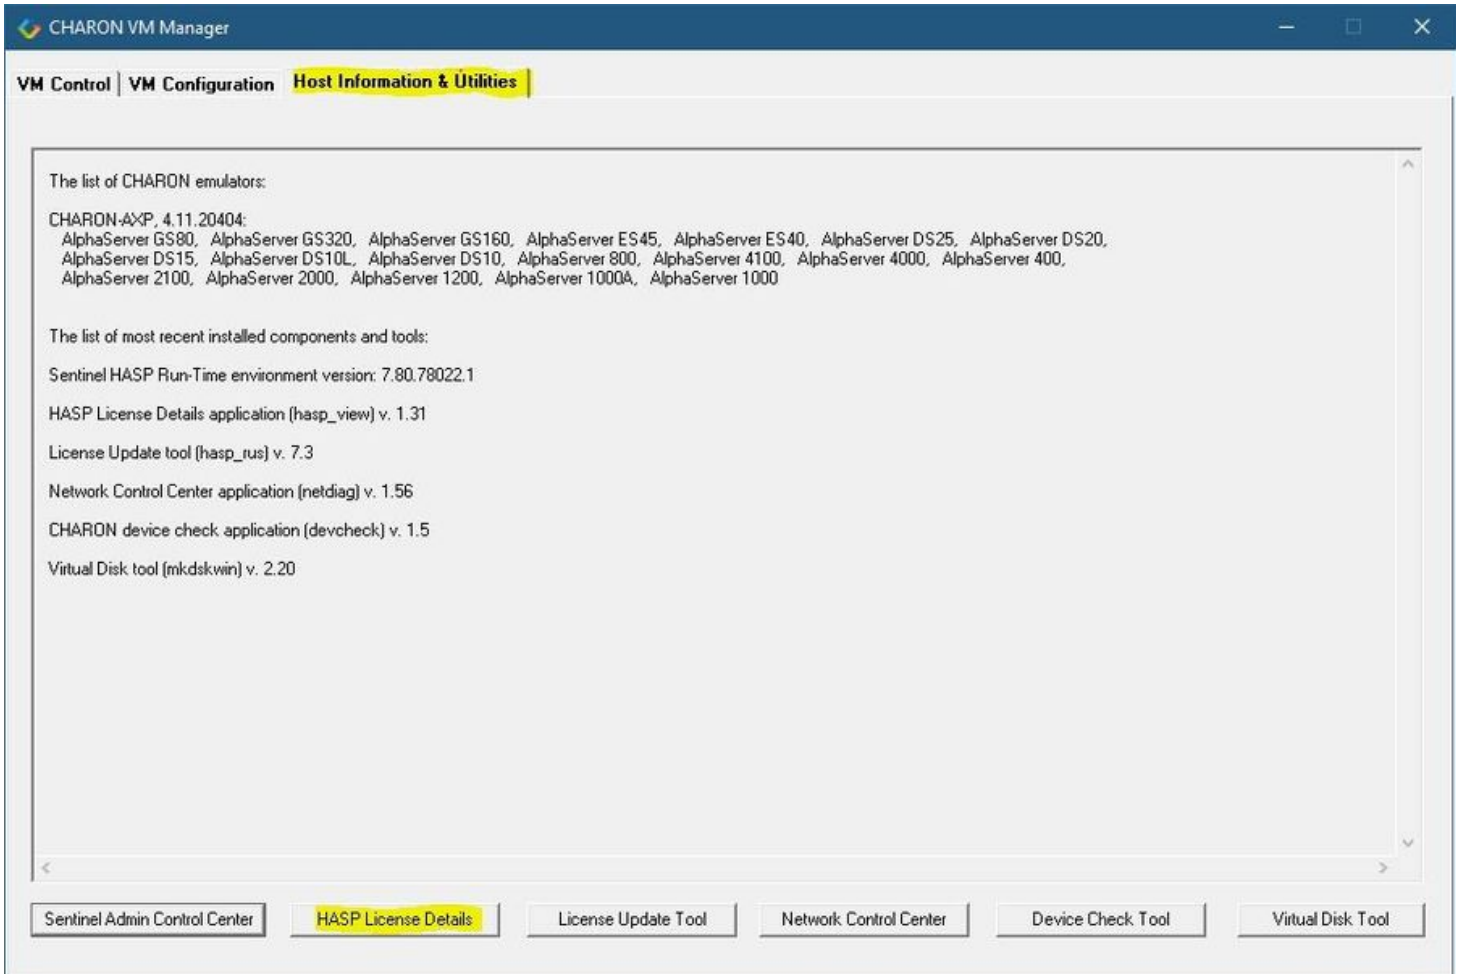 CHARON VM Manager
VM Control VM Configuration Host Information & Utilities
The list of CHARON emulators:
CHARON-AXP, 4.11.20404:
AlphaServer GS80, AlphaServer GS320, AlphaServer GS160, AlphaServer ES45, AlphaServer ES40, AlphaServer DS25, AlphaServer DS20,
AlphaServer DS15, AlphaServer DS10L, AlphaServer DS10, AlphaServer 800, AlphaServer 4100, AlphaServer 4000, AlphaServer 400,
AlphaServer 2100, AlphaServer 2000, AlphaServer 1200, AlphaServer 1000A, AlphaServer 1000
The list of most recent installed components and tools:
Sentinel HASP Run-Time environment version: 7.80.78022.1
HASP License Details application (hasp_view) v. 1.31
License Update tool (hasp_rus) v. 7.3
Network Control Center application (netdiag) v. 1.56
CHARON device check application (devcheck) v. 1.5
Virtual Disk tool (mkdskwin) v. 2.20
Sentinel Admin Control Center HASP License Details License Update Tool Network Control Center Device Check Tool Virtual Disk Tool